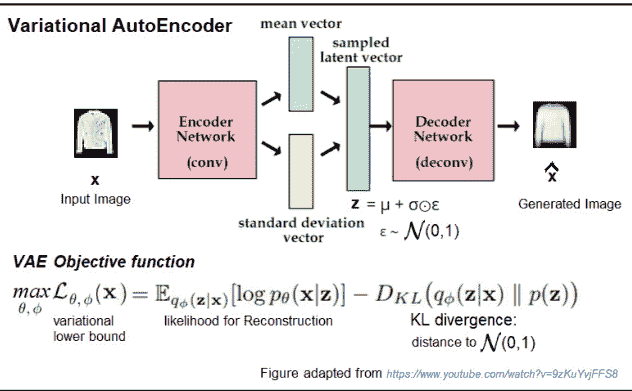 Variational AutoEncoder
mean vector
sampled
latent vector
Encoder
Network
(conv)
Decoder
Network
(deconv)
x
Input Image
standard deviation
vector
z = μ + σ⊙ε
ε ~ N(0,1)
x̂
Generated Image
VAE Objective function
max θ,ϕ ℒθ,ϕ(x) = 𝔼qϕ(z|x)[log pθ(x|z)] − DKL(qϕ(z|x) ∥ p(z))
variational
lower bound
likelihood for Reconstruction
KL divergence:
distance to N(0,1)
Figure adapted from https://www.youtube.com/watch?v=9zKuYvjFFS8